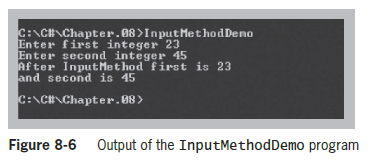 C:\C#\Chapter.08>InputMethodDemo
Enter first integer 23
Enter second integer 45
After InputMethod first is 23
and second is 45
C:\C#\Chapter.08>
Figure 8-6 Output of the InputMethodDemo program